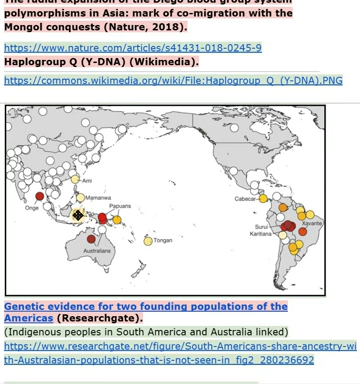 The radial expansion of the Diego blood group system
polymorphisms in Asia: mark of co-migration with the
Mongol conquests (Nature, 2018).
https://www.nature.com/articles/s41431-018-0245-9
Haplogroup Q (Y-DNA) (Wikimedia).
https://commons.wikimedia.org/wiki/File:Haplogroup_Q_(Y-DNA).PNG
Ami
Mamanwa
Onge
Papuans
Cabecar
Surui
Karitiana
Xavante
Tongan
Australians
Genetic evidence for two founding populations of the
Americas (Researchgate).
(Indigenous peoples in South America and Australia linked)
https://www.researchgate.net/figure/South-Americans-share-ancestry-wi
th-Australasian-populations-that-is-not-seen-in_fig2_280236692